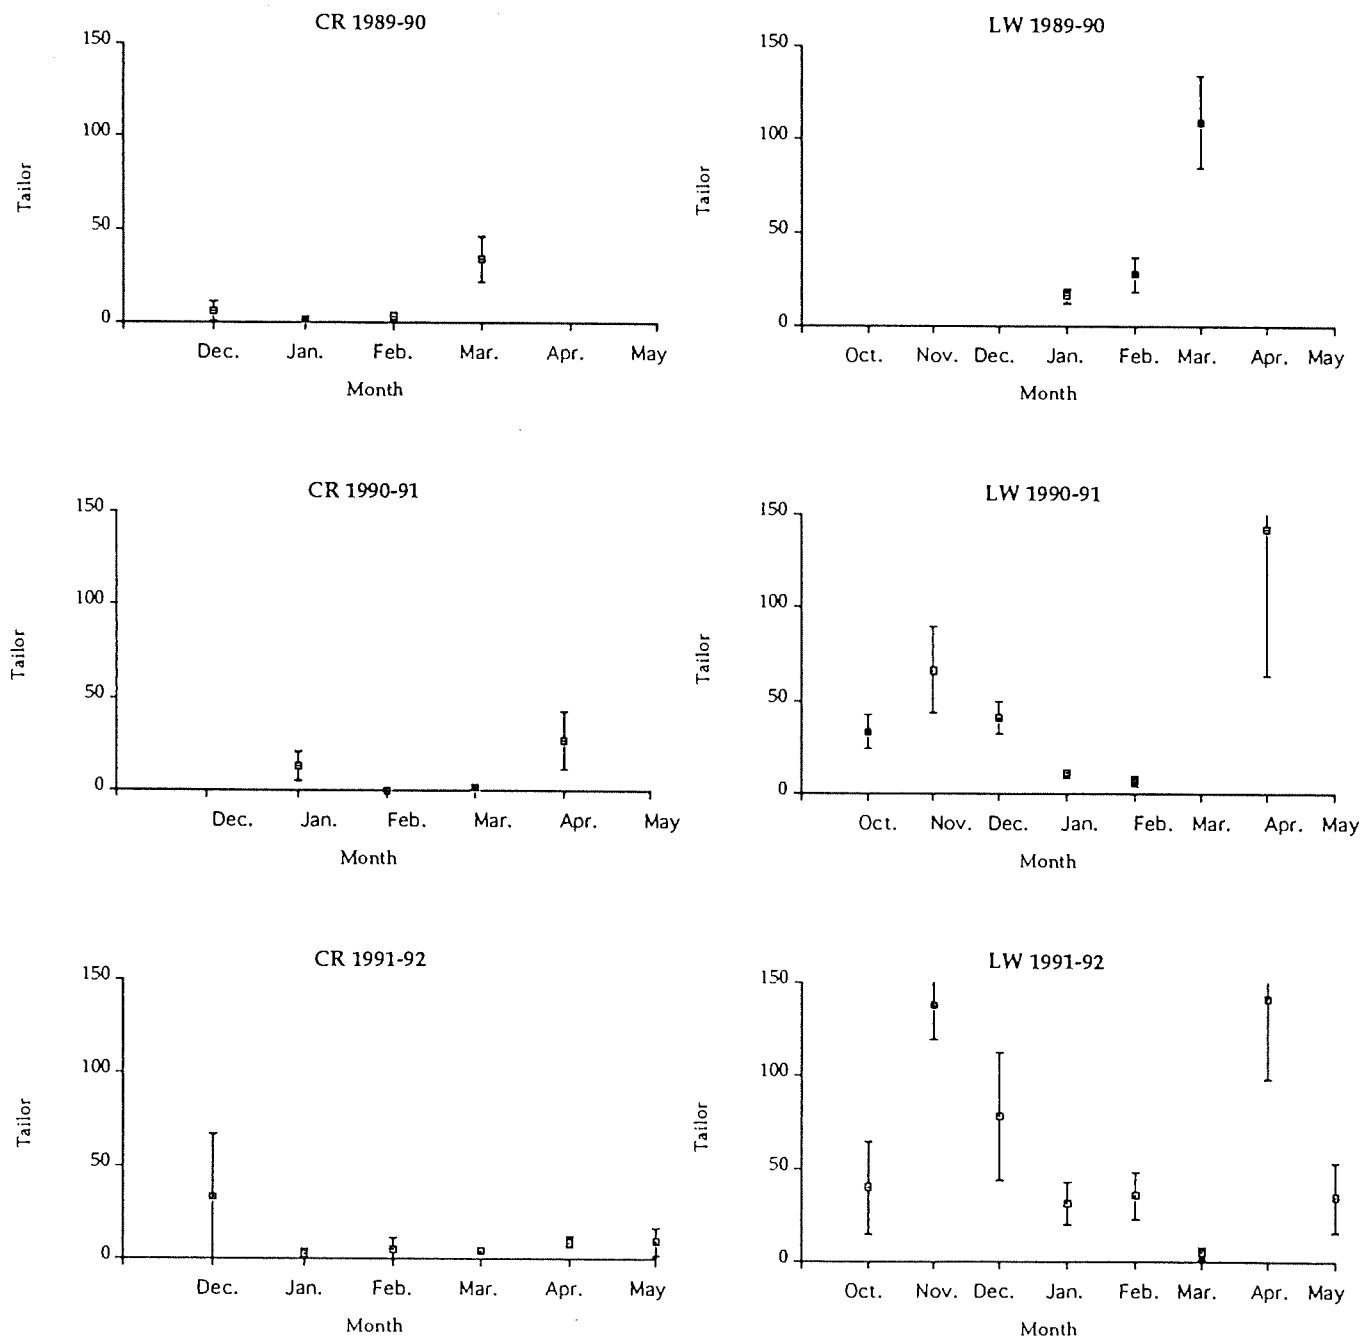 CR 1989-90
150
100
50
0
Tailor
Dec. Jan. Feb. Mar. Apr. May
Month
LW 1989-90
150
100
50
0
Tailor
Oct. Nov. Dec. Jan. Feb. Mar. Apr. May
Month
CR 1990-91
150
100
50
0
Tailor
Dec. Jan. Feb. Mar. Apr. May
Month
LW 1990-91
150
100
50
0
Tailor
Oct. Nov. Dec. Jan. Feb. Mar. Apr. May
Month
CR 1991-92
150
100
50
0
Tailor
Dec. Jan. Feb. Mar. Apr. May
Month
LW 1991-92
150
100
50
0
Tailor
Oct. Nov. Dec. Jan. Feb. Mar. Apr. May
Month